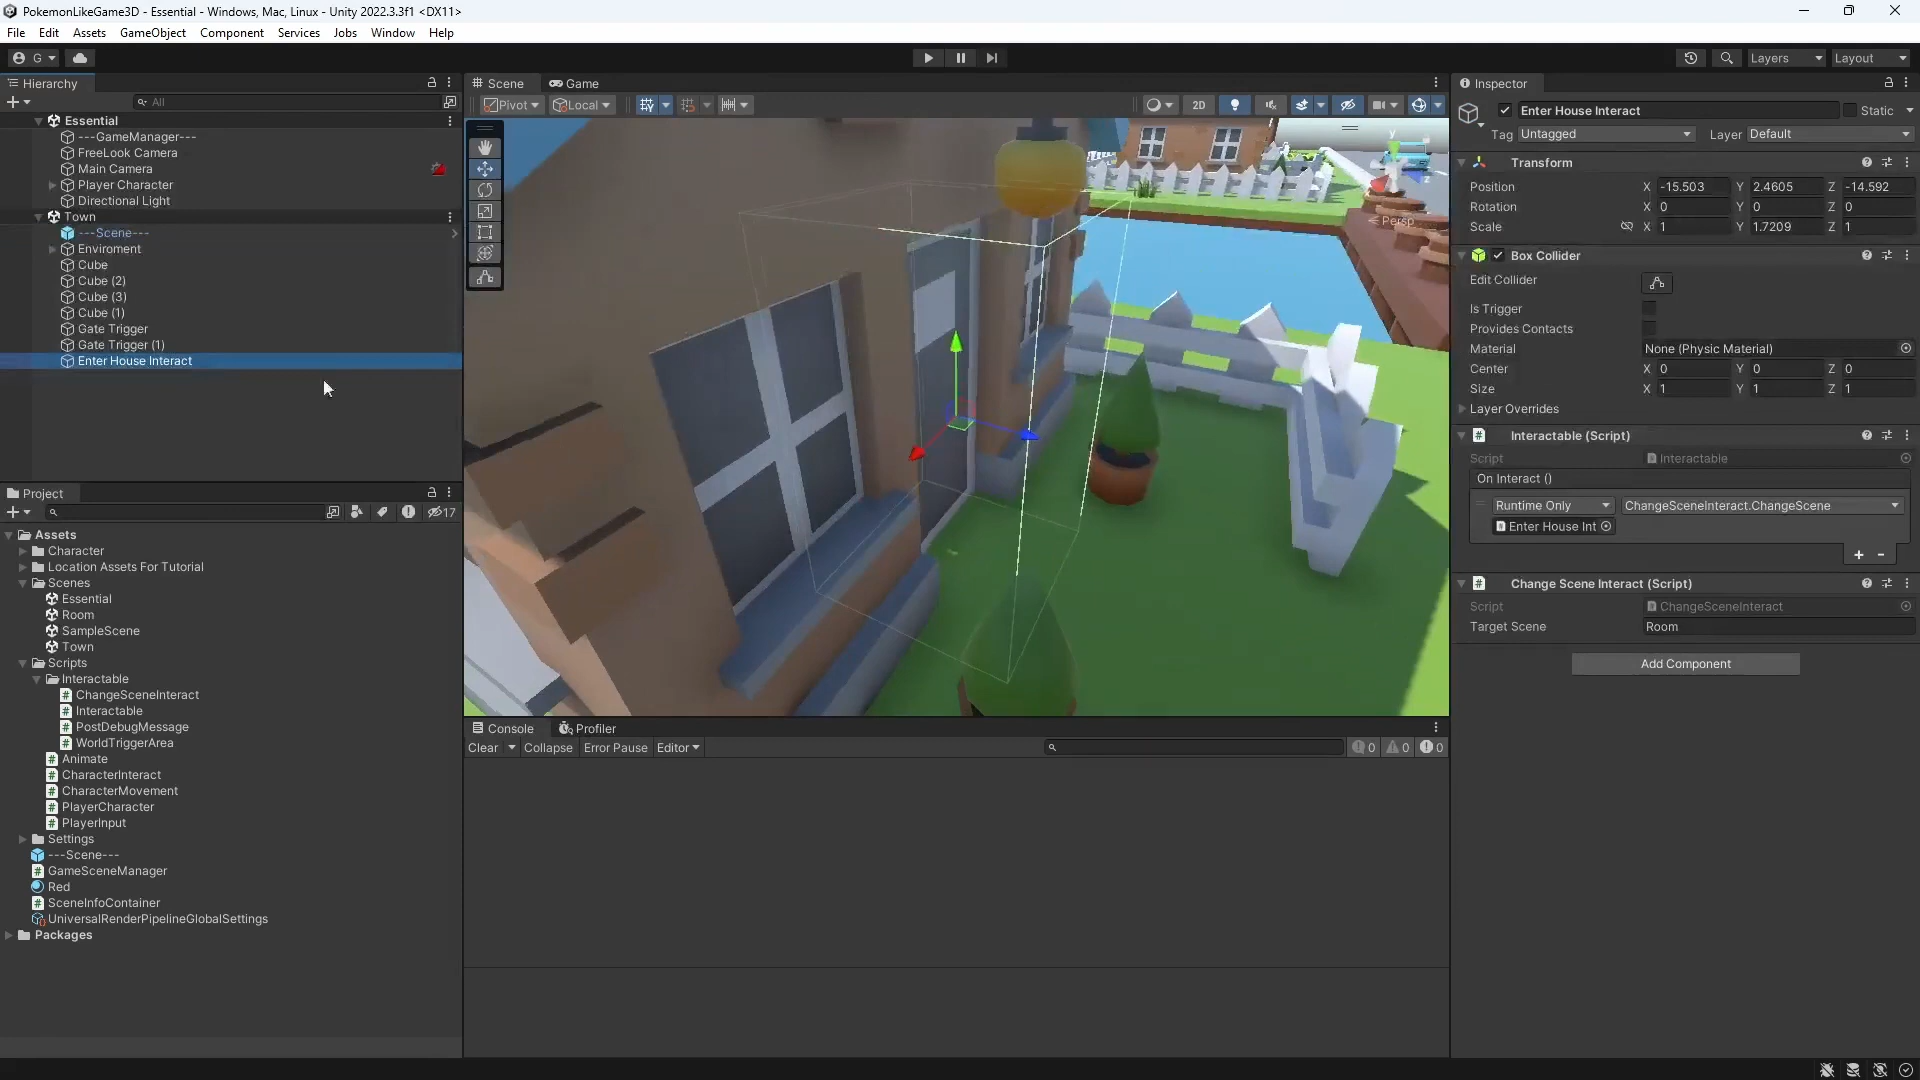 PokemonLikeGame3D - Essential - Windows, Mac, Linux - Unity 2022.3.3f1 <DX11>
File Edit Assets GameObject Component Services Jobs Window Help
G Layers Layout
Hierarchy
All
Essential
---GameManager---
FreeLook Camera
Main Camera
Player Character
Directional Light
Town
---Scene---
Enviroment
Cube
Cube (2)
Cube (3)
Cube (1)
Gate Trigger
Gate Trigger (1)
Enter House Interact
Project
17
Assets
Character
Location Assets For Tutorial
Scenes
Essential
Room
SampleScene
Town
Scripts
Interactable
ChangeSceneInteract
Interactable
PostDebugMessage
WorldTriggerArea
Animate
CharacterInteract
CharacterMovement
PlayerCharacter
PlayerInput
Settings
---Scene---
GameSceneManager
Red
SceneInfoContainer
UniversalRenderPipelineGlobalSettings
Packages
Scene Game
Pivot Local 2D
y
z
Persp
Console Profiler
Clear Collapse Error Pause Editor 0 0 0
Inspector
Enter House Interact Static
Tag Untagged Layer Default
Transform
Position X -15.503 Y 2.4605 Z -14.592
Rotation X 0 Y 0 Z 0
Scale X 1 Y 1.7209 Z 1
Box Collider
Edit Collider
Is Trigger
Provides Contacts
Material None (Physic Material)
Center X 0 Y 0 Z 0
Size X 1 Y 1 Z 1
Layer Overrides
Interactable (Script)
Script Interactable
On Interact ()
Runtime Only ChangeSceneInteract.ChangeScene
Enter House Int
+ -
Change Scene Interact (Script)
Script ChangeSceneInteract
Target Scene Room
Add Component